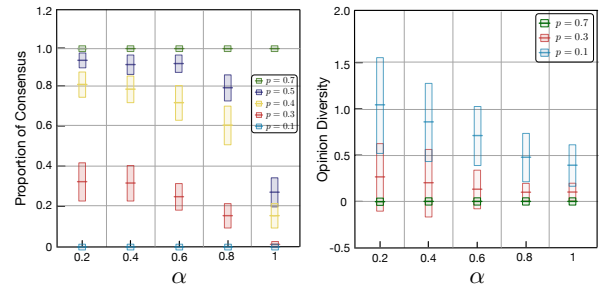 1.2
1.0
0.8
0.6
0.4
0.2
0
Proportion of Consensus
p = 0.7
p = 0.5
p = 0.4
p = 0.3
p = 0.1
0.2 0.4 0.6 0.8 1
α
2.0
1.5
1.0
0.5
0
-0.5
Opinion Diversity
p = 0.7
p = 0.3
p = 0.1
0.2 0.4 0.6 0.8 1
α